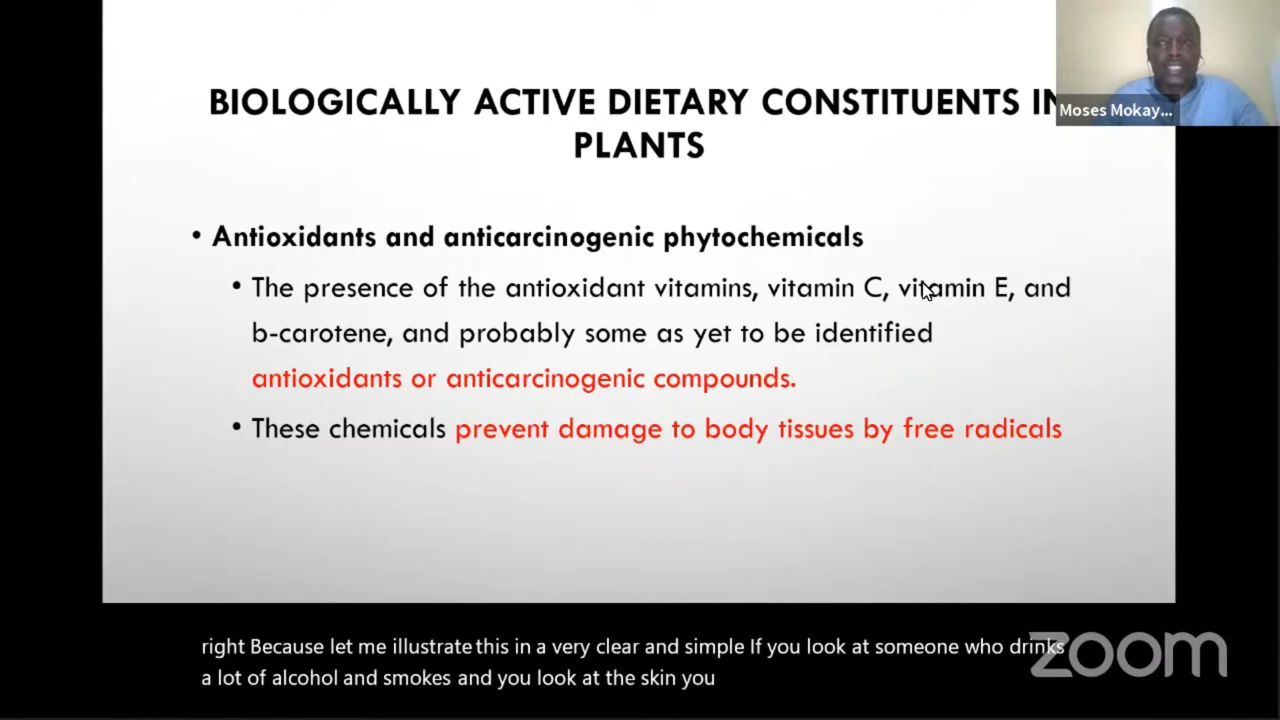 BIOLOGICALLY ACTIVE DIETARY CONSTITUENTS IN
PLANTS
Moses Mokay...
• Antioxidants and anticarcinogenic phytochemicals
• The presence of the antioxidant vitamins, vitamin C, vitamin E, and
b-carotene, and probably some as yet to be identified
antioxidants or anticarcinogenic compounds.
• These chemicals prevent damage to body tissues by free radicals
right Because let me illustrate this in a very clear and simple If you look at someone who drinks
a lot of alcohol and smokes and you look at the skin you
zoom